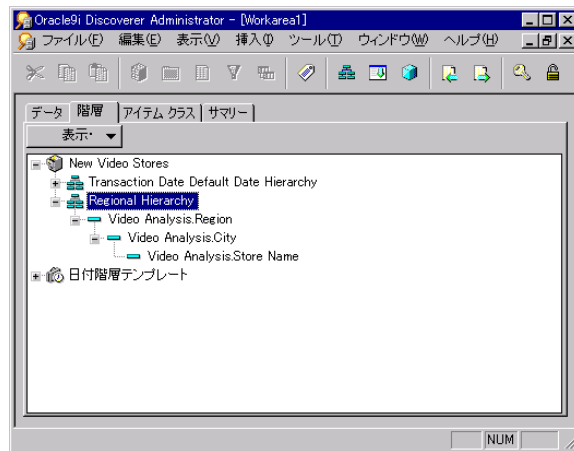 Oracle9i Discoverer Administrator - [Workarea1]
ファイル(F) 編集(E) 表示(V) 挿入(I) ツール(T) ウィンドウ(W) ヘルプ(H)
データ 階層 アイテム クラス サマリー
表示・
New Video Stores
Transaction Date Default Date Hierarchy
Regional Hierarchy
Video Analysis.Region
Video Analysis.City
Video Analysis.Store Name
日付階層テンプレート
NUM